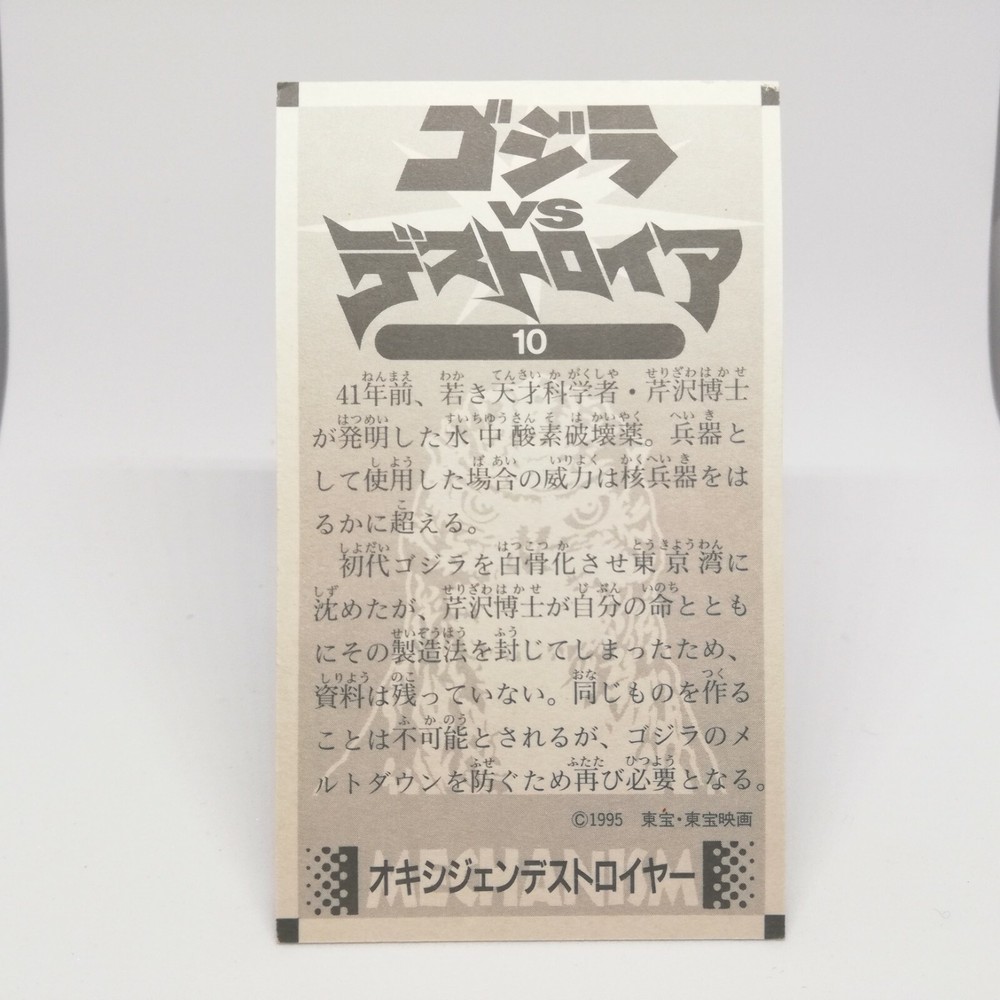 ゴジラ
VS
デストロイア
10
41年前、若き天才科学者・芹沢博士
が発明した水中酸素破壊薬。兵器と
して使用した場合の威力は核兵器をは
るかに超える。
初代ゴジラを白骨化させ東京湾に
沈めたが、芹沢博士が自分の命ととも
にその製造法を封じてしまったため、
資料は残っていない。同じものを作る
ことは不可能とされるが、ゴジラのメ
ルトダウンを防ぐため再び必要となる。
©1995 東宝・東宝映画
MECHANISM
オキシジェンデストロイヤー